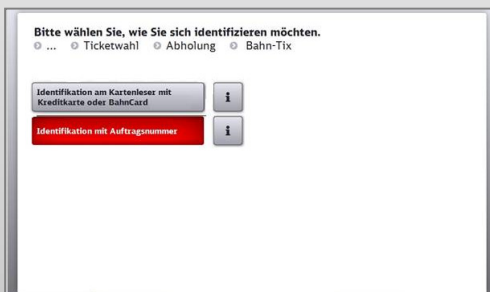 Bitte wählen Sie, wie Sie sich identifizieren möchten.
... Ticketwahl Abholung Bahn-Tix
Identifikation am Kartenleser mit
Kreditkarte oder BahnCard
i
Identifikation mit Auftragsnummer
i